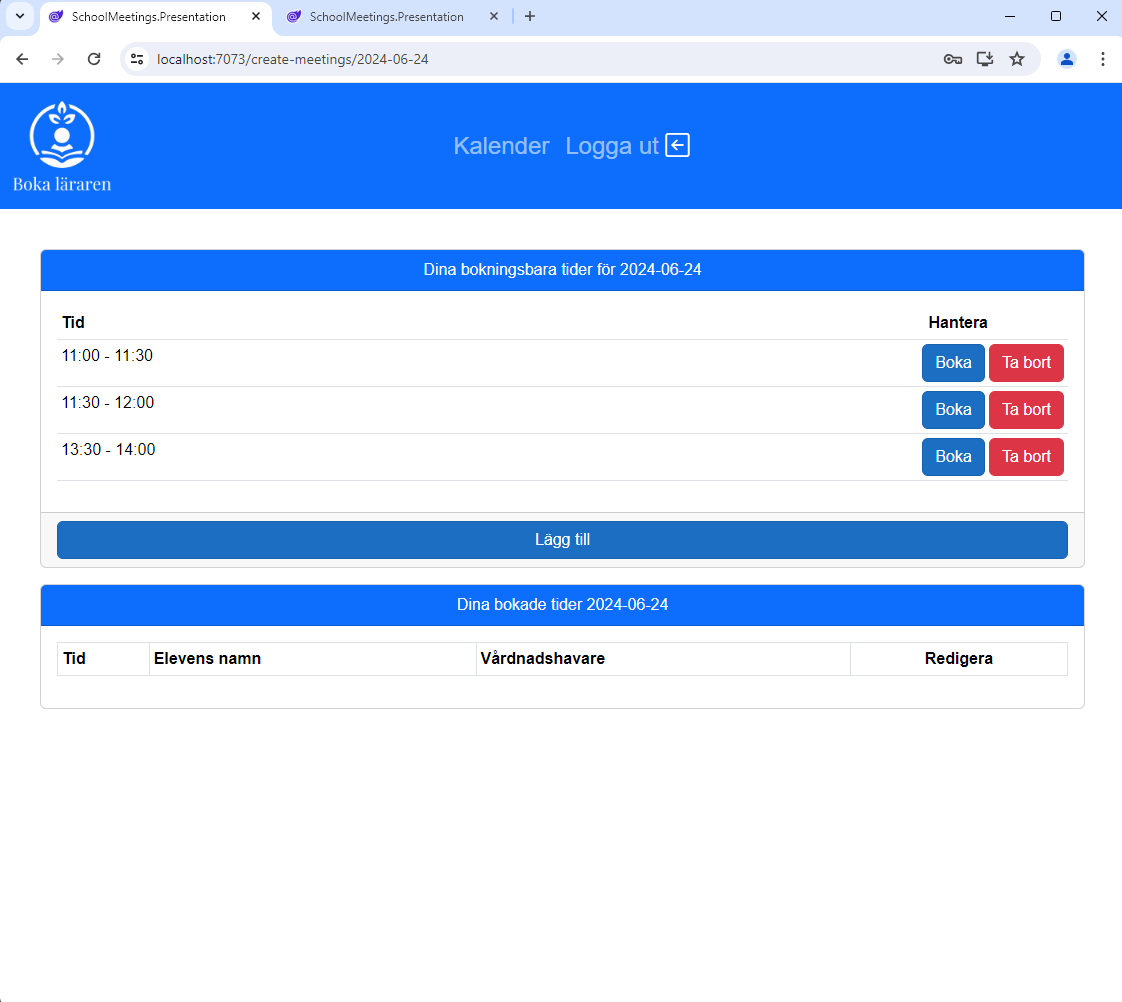 SchoolMeetings.Presentation SchoolMeetings.Presentation
localhost:7073/create-meetings/2024-06-24
Kalender Logga ut
Boka läraren
Dina bokningsbara tider för 2024-06-24
Tid Hantera
11:00 - 11:30 Boka Ta bort
11:30 - 12:00 Boka Ta bort
13:30 - 14:00 Boka Ta bort
Lägg till
Dina bokade tider 2024-06-24
Tid Elevens namn Vårdnadshavare Redigera